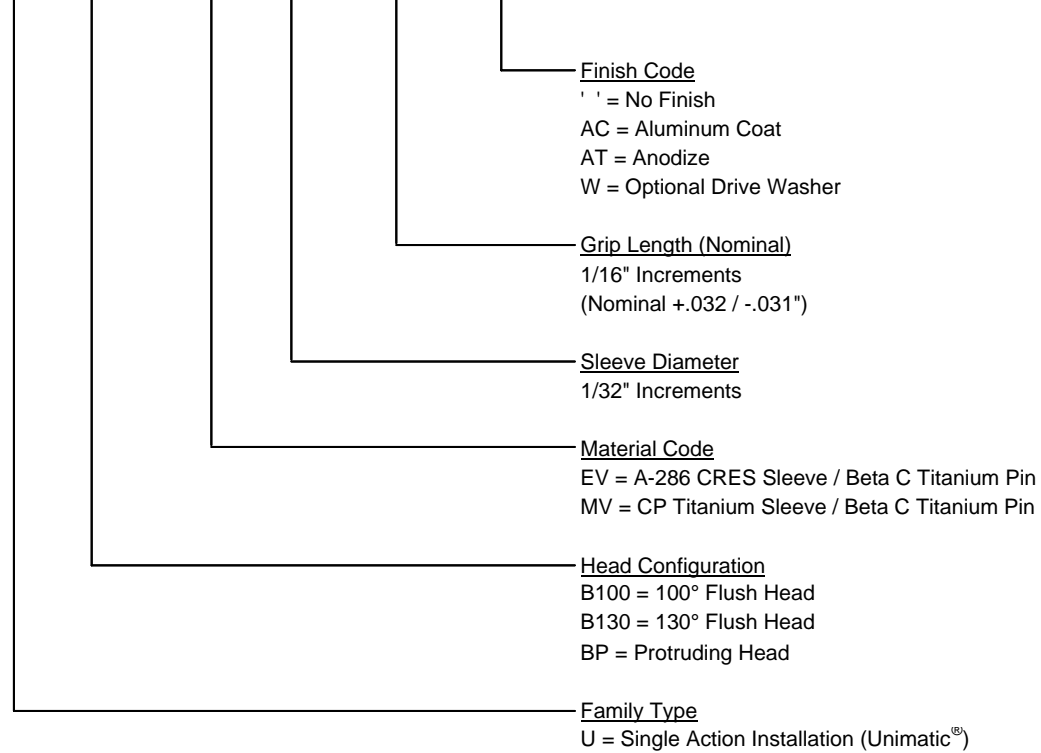 Finish Code
' ' = No Finish
AC = Aluminum Coat
AT = Anodize
W = Optional Drive Washer
Grip Length (Nominal)
1/16" Increments
(Nominal +.032 / -.031")
Sleeve Diameter
1/32" Increments
Material Code
EV = A-286 CRES Sleeve / Beta C Titanium Pin
MV = CP Titanium Sleeve / Beta C Titanium Pin
Head Configuration
B100 = 100° Flush Head
B130 = 130° Flush Head
BP = Protruding Head
Family Type
U = Single Action Installation (Unimatic®)